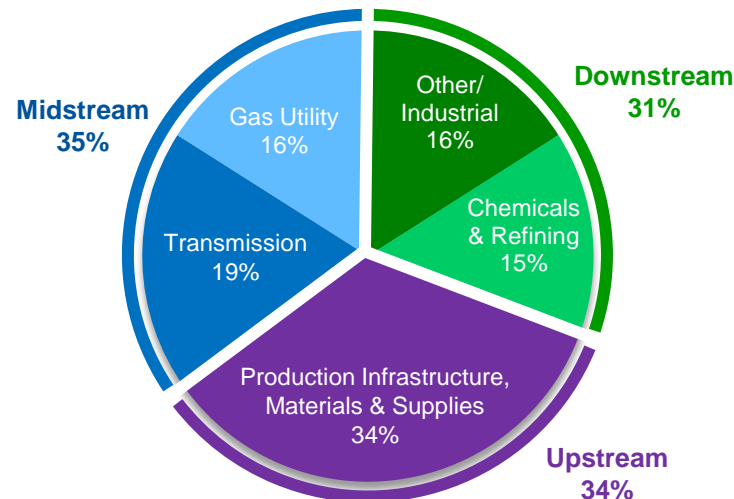 Midstream
35%
Gas Utility
16%
Transmission
19%
Other/
Industrial
16%
Chemicals
& Refining
15%
Downstream
31%
Production Infrastructure,
Materials & Supplies
34%
Upstream
34%